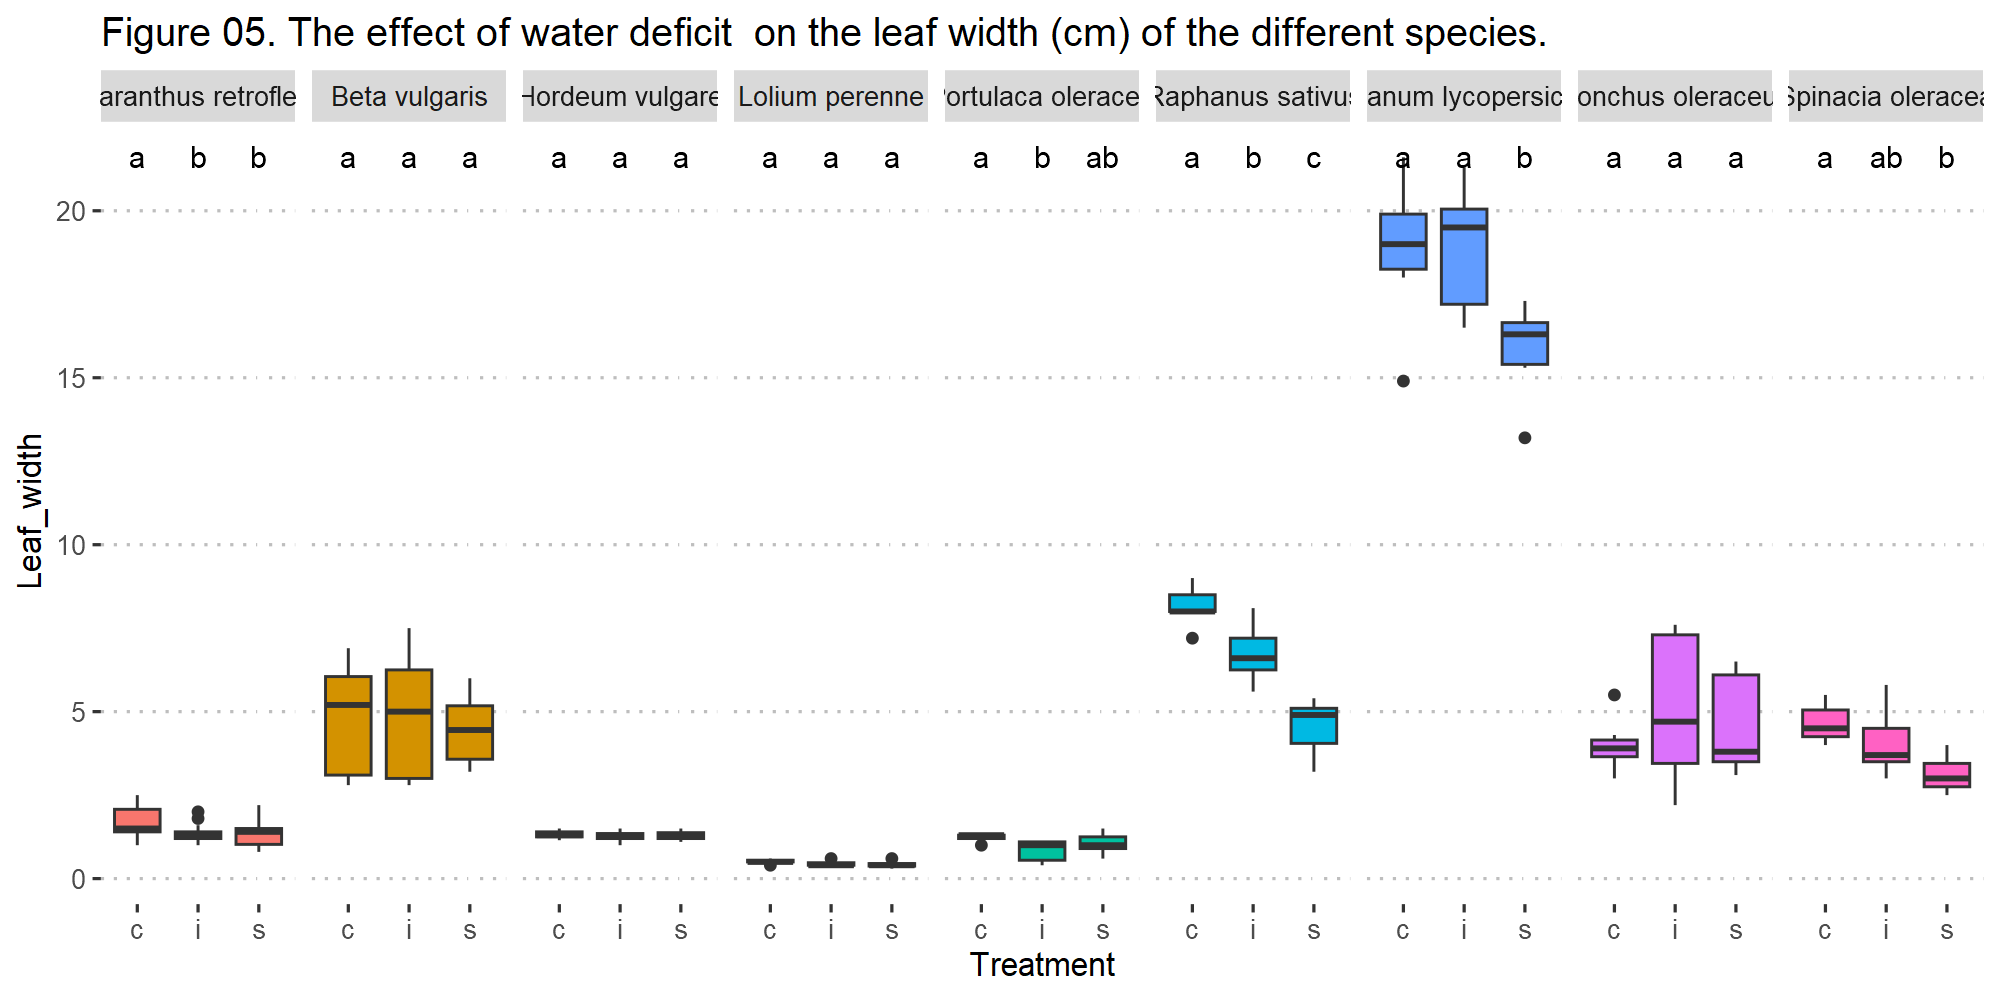 Figure 05. The effect of water deficit  on the leaf width (cm) of the different species.
aranthus retrofle Beta vulgaris Hordeum vulgare Lolium perenne Portulaca olerace Raphanus sativus anum lycopersic onchus oleraceu Spinacia oleracea
a b b a a a a a a a a a a b ab a b c a a b a a a a ab b
20
15
10
5
0
Leaf_width
c i s c i s c i s c i s c i s c i s c i s c i s c i s
Treatment